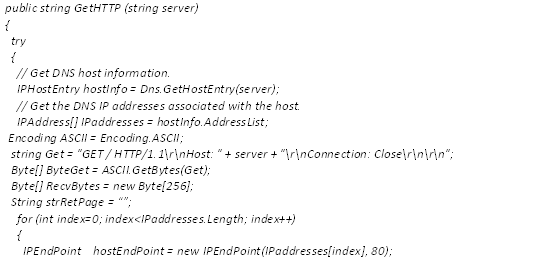 public string GetHTTP (string server)
{
try
{
// Get DNS host information.
IPHostEntry hostInfo = Dns.GetHostEntry(server);
// Get the DNS IP addresses associated with the host.
IPAddress[] IPaddresses = hostInfo.AddressList;
Encoding ASCII = Encoding.ASCII;
string Get = "GET / HTTP/1.1\r\nHost: " + server + "\r\nConnection: Close\r\n\r\n";
Byte[] ByteGet = ASCII.GetBytes(Get);
Byte[] RecvBytes = new Byte[256];
String strRetPage = "";
for (int index=0; index<IPaddresses.Length; index++)
{
IPEndPoint hostEndPoint = new IPEndPoint(IPaddresses[index], 80);